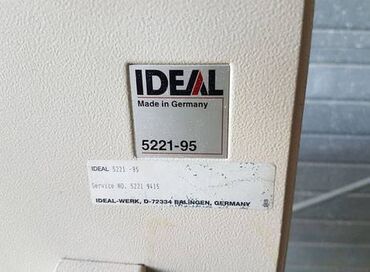 IDEAL
Made in Germany
5221-95
IDEAL 5221 -95
Service NO. 5221 9415
IDEAL-WERK, D-72334 BALINGEN, GERMANY